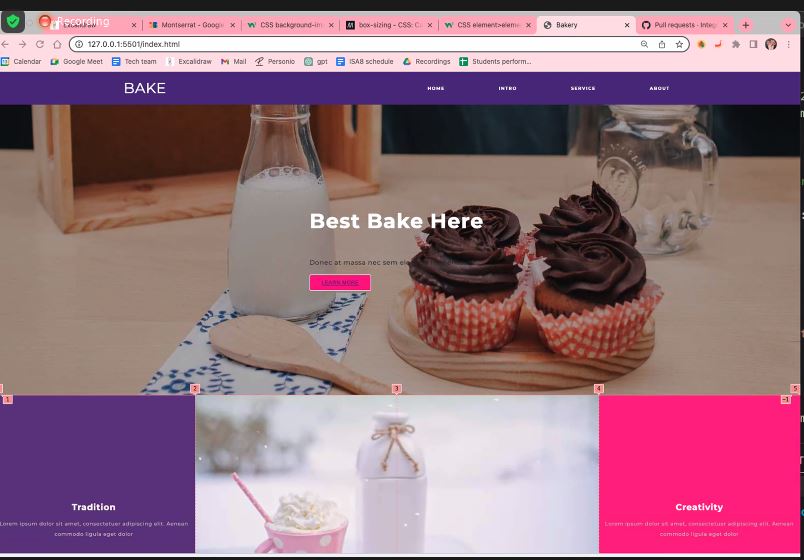 Recording
Excalidraw
Montserrat - Google
CSS background-im
box-sizing - CSS: Ca
CSS element>eleme
Bakery
Pull requests · Integ
127.0.0.1:5501/index.html
Calendar
Google Meet
Tech team
Excalidraw
Mail
Personio
gpt
ISA8 schedule
Recordings
Students perform...
BAKE
HOME
INTRO
SERVICE
ABOUT
Best Bake Here
Donec at massa nec sem ele
LEARN MORE
2
3
4
5
1
-1
Tradition
Lorem ipsum dolor sit amet, consectetuer adipiscing elit. Aenean
commodo ligula eget dolor
Creativity
Lorem ipsum dolor sit amet, consectetuer adipiscing elit. Aenean
commodo ligula eget dolor